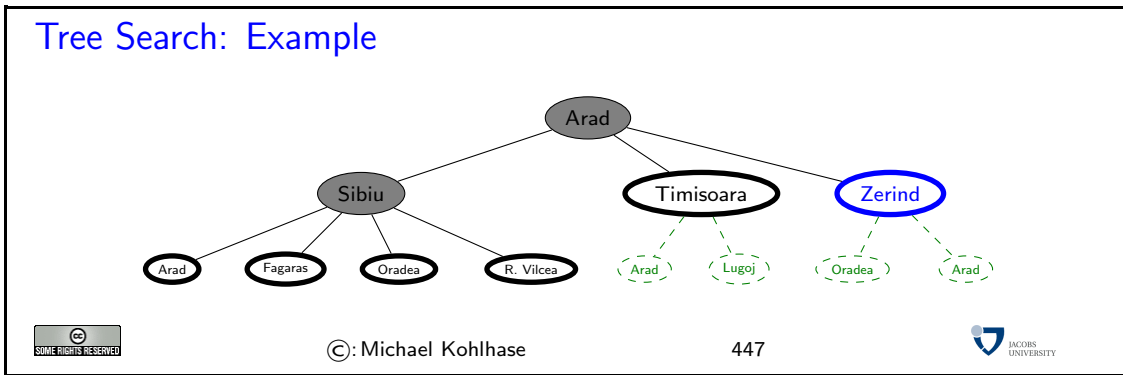 Tree Search: Example
Arad
Sibiu Timisoara Zerind
Arad Fagaras Oradea R. Vilcea Arad Lugoj Oradea Arad
cc
SOME RIGHTS RESERVED
©: Michael Kohlhase 447
JACOBS
UNIVERSITY